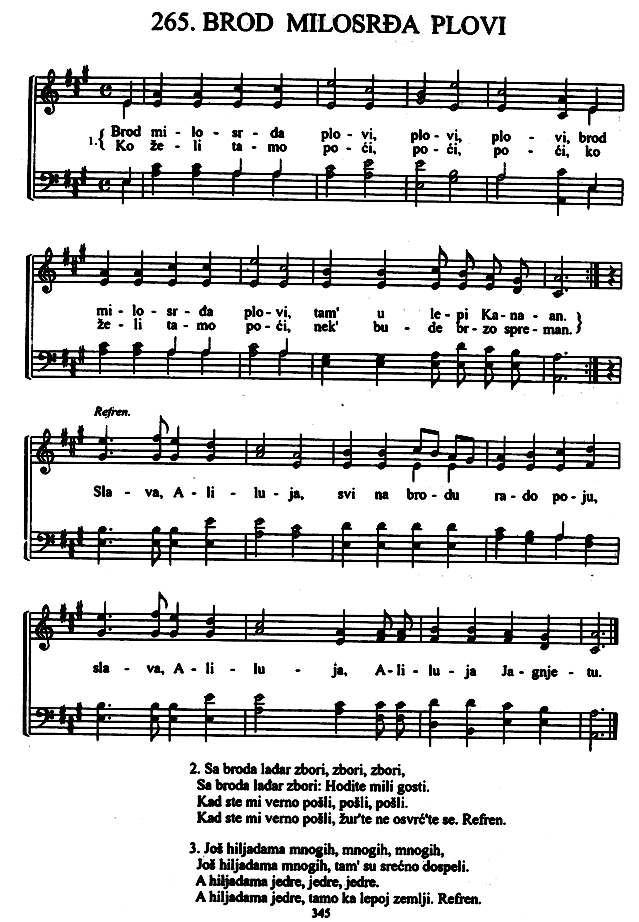 265. BROD MILOSRĐA PLOVI
1.{ Brod mi - lo - sr - đa plo - vi, plo - vi, plo - vi, brod
Ko že - li ta - mo po - ći, po - ći, po - ći, ko
mi - lo - sr - đa plo - vi, tam' u le - pi Ka - na - an. }
že - li ta - mo po - ći, nek' bu - de br - zo spre - man.
Refren.
Sla - va, A - li - lu - ja, svi na bro - du ra - do po - ju,
sla - va, A - li - lu - ja, A - li - lu - ja Ja - gnje - tu.
2. Sa broda lađar zbori, zbori, zbori,
Sa broda lađar zbori: Hodite mili gosti.
Kad ste mi verno pošli, pošli, pošli.
Kad ste mi verno pošli, žur'te ne osvrć'te se. Refren.
3. Još hiljadama mnogih, mnogih, mnogih,
Još hiljadama mnogih, tam' su srećno dospeli.
A hiljadama jedre, jedre, jedre.
A hiljadama jedre, tamo ka lepoj zemlji. Refren.
345